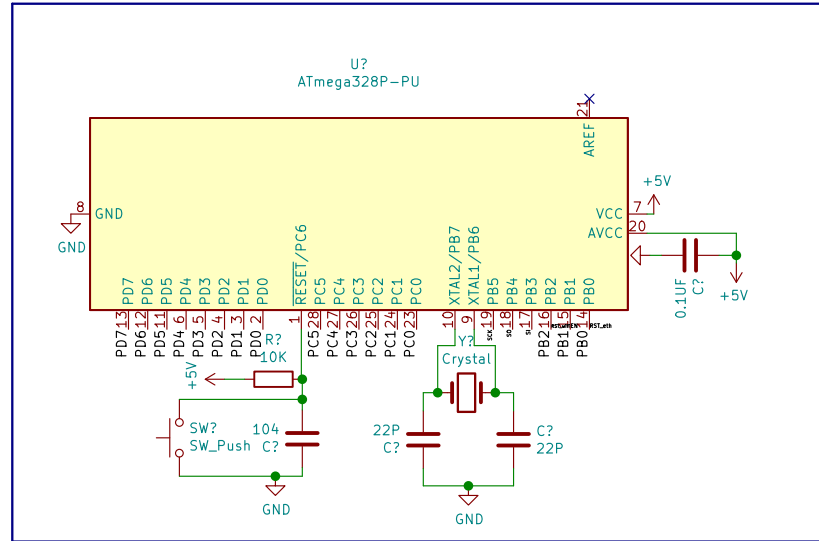 U?
ATmega328P-PU
21
AREF
+5V
8
GND
GND
VCC
7
AVCC
20
0.1UF
C?
+5V
PD7
PD6
PD5
PD4
PD3
PD2
PD1
PD0
RESET/PC6
PC5
PC4
PC3
PC2
PC1
PC0
XTAL2/PB7
XTAL1/PB6
PB5
PB4
PB3
PB2
PB1
PB0
13
12
11
6
5
4
3
2
1
28
27
26
25
24
23
10
9
19
18
17
16
15
14
PD7
PD6
PD5
PD4
PD3
PD2
PD1
PD0
PC5
PC4
PC3
PC2
PC1
PC0
sck
so
si
PB2
PB1
PB0
RST_eth
R?
10K
+5V
Y?
Crystal
SW?
SW_Push
104
C?
22P
C?
C?
22P
GND
GND